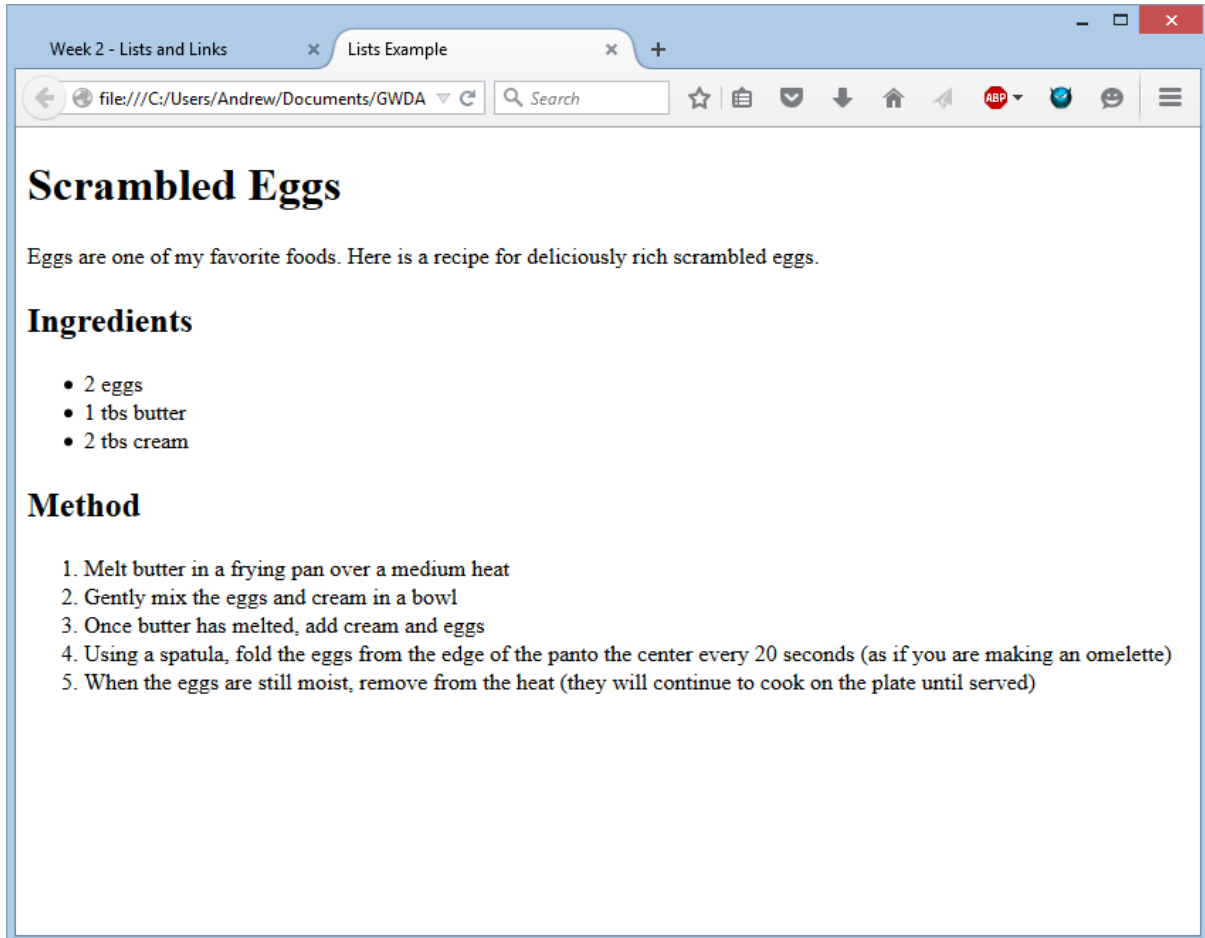 Week 2 - Lists and Links
Lists Example
file:///C:/Users/Andrew/Documents/GWDA
Search
ABP
Scrambled Eggs
Eggs are one of my favorite foods. Here is a recipe for deliciously rich scrambled eggs.
Ingredients
• 2 eggs
• 1 tbs butter
• 2 tbs cream
Method
1. Melt butter in a frying pan over a medium heat
2. Gently mix the eggs and cream in a bowl
3. Once butter has melted, add cream and eggs
4. Using a spatula, fold the eggs from the edge of the panto the center every 20 seconds (as if you are making an omelette)
5. When the eggs are still moist, remove from the heat (they will continue to cook on the plate until served)